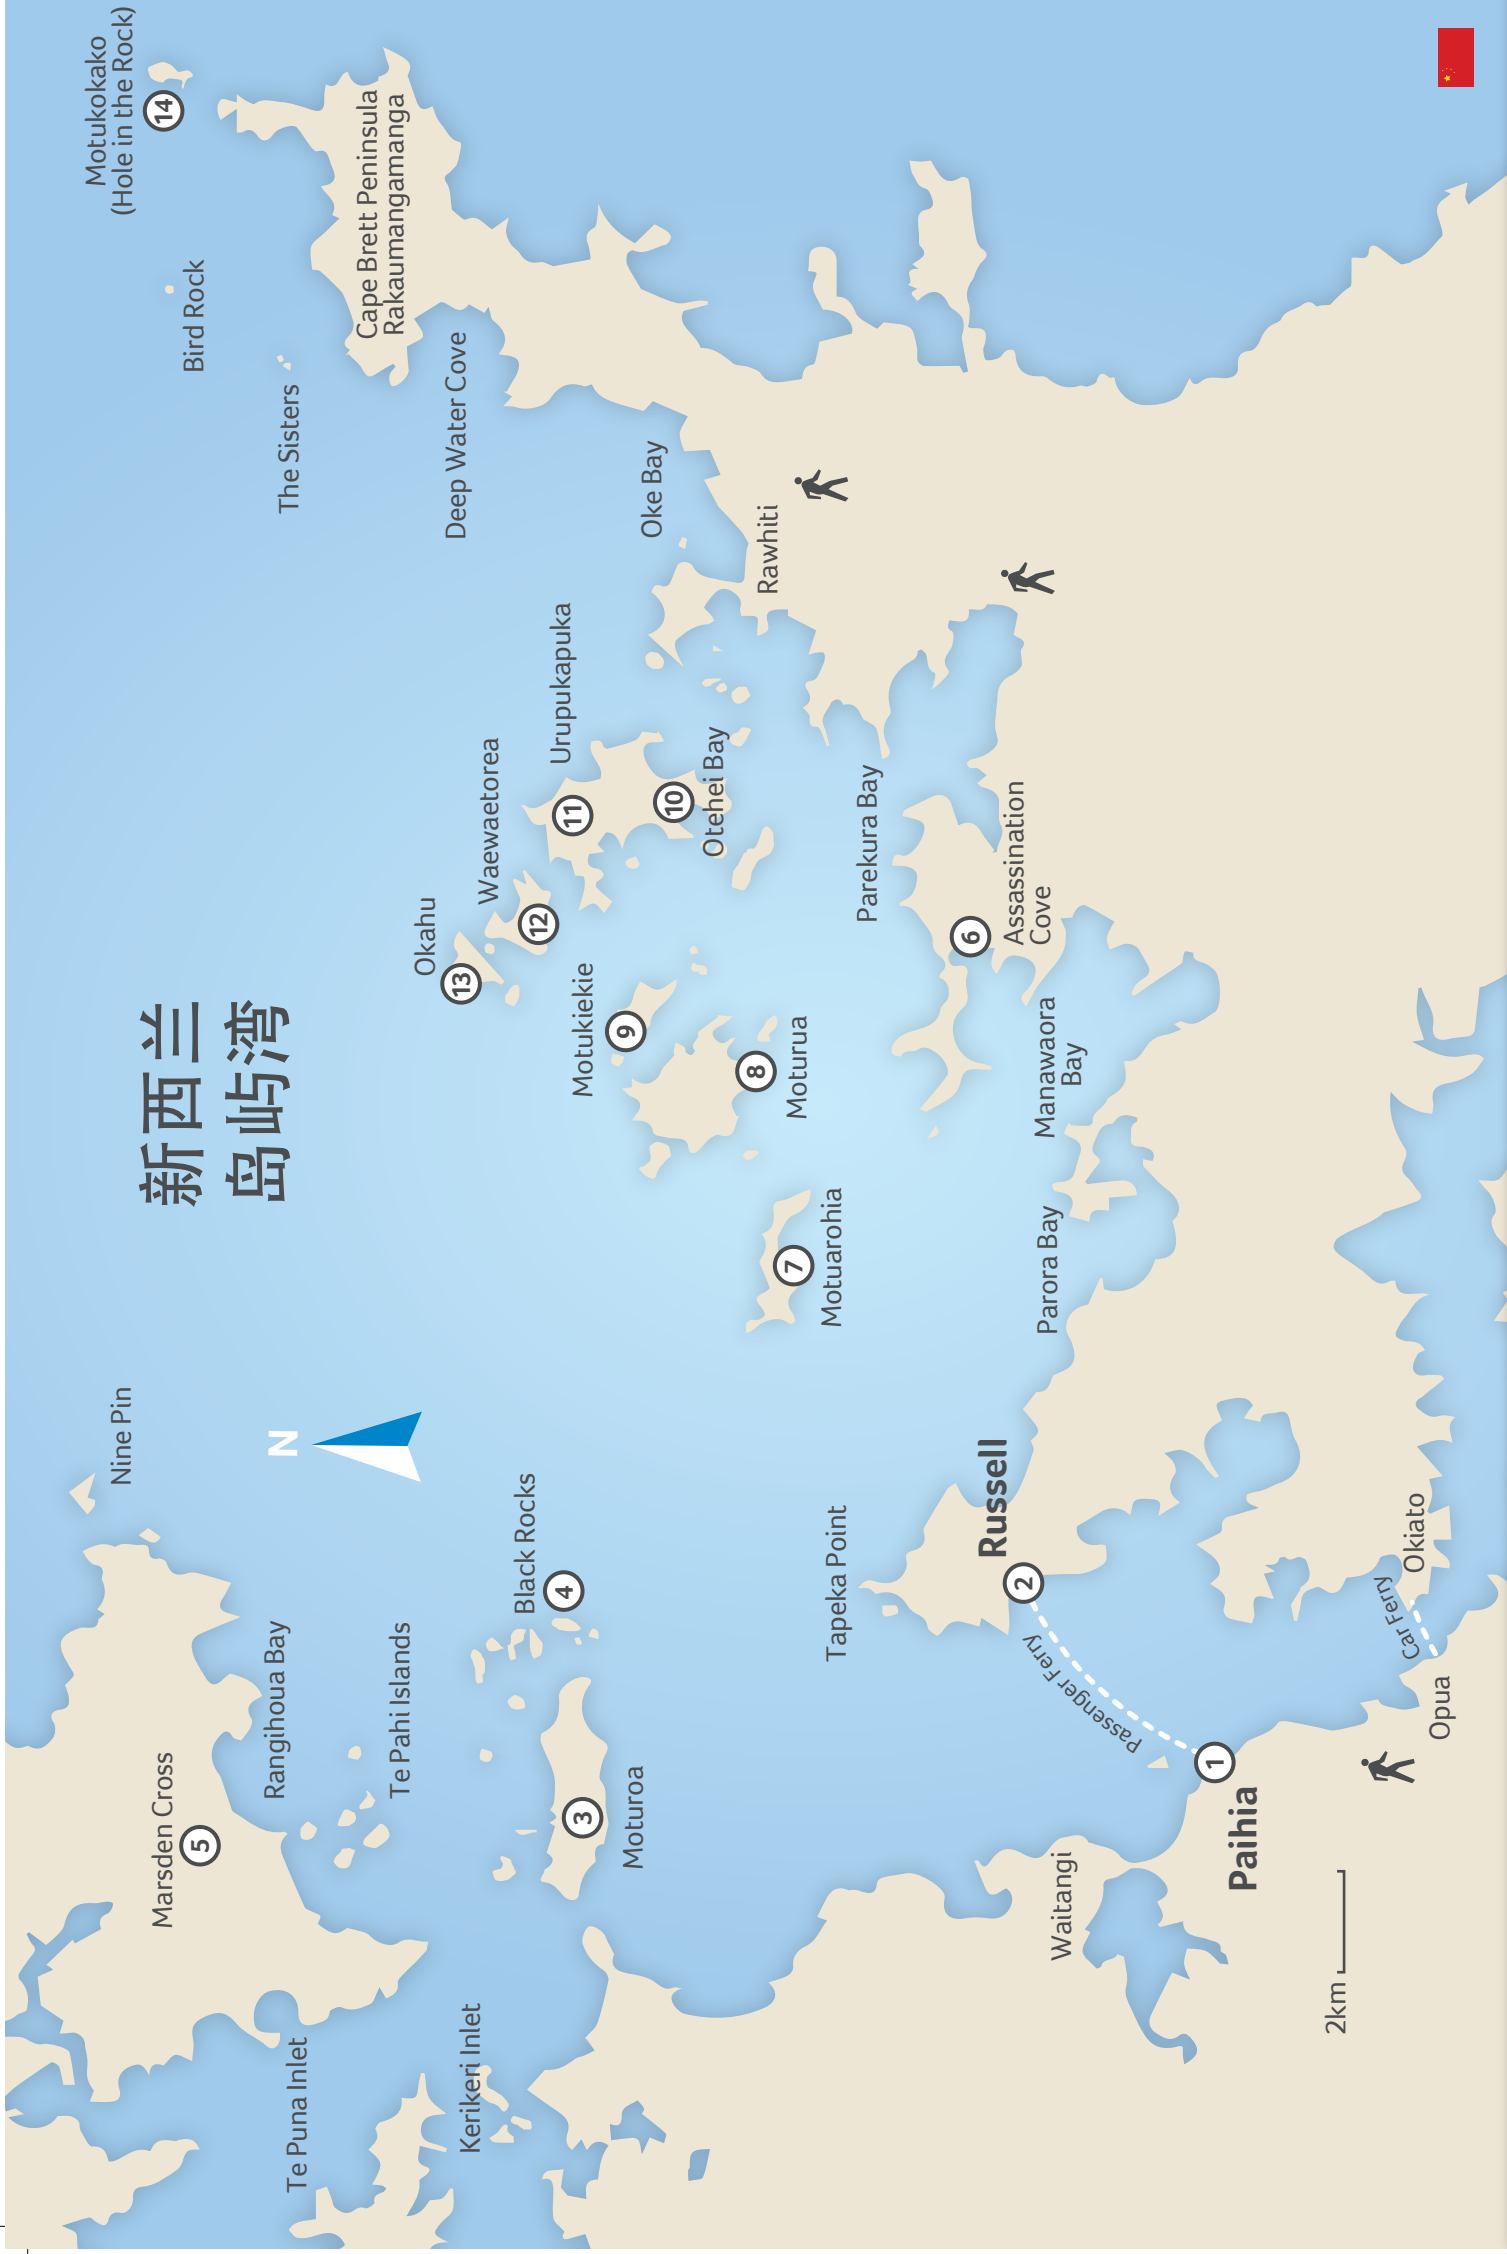 新西兰
岛屿湾
Motukokako
(Hole in the Rock)
14
Bird Rock
Cape Brett Peninsula
Rakaumangamanga
The Sisters
Deep Water Cove
Oke Bay
Rawhiti
Urupukapuka
11
10
Otehei Bay
Waewaetorea
12
Okahu
13
Motukiekie
9
8
Moturua
7
Motuarohia
Parekura Bay
6
Assassination
Cove
Manawaora
Bay
Parora Bay
Nine Pin
N
Black Rocks
4
Rangihoua Bay
Te Pahi Islands
Marsden Cross
5
3
Moturoa
Te Puna Inlet
Kerikeri Inlet
Tapeka Point
Russell
2
Passenger Ferry
1
Paihia
Waitangi
Car Ferry
Okiato
Opua
2km